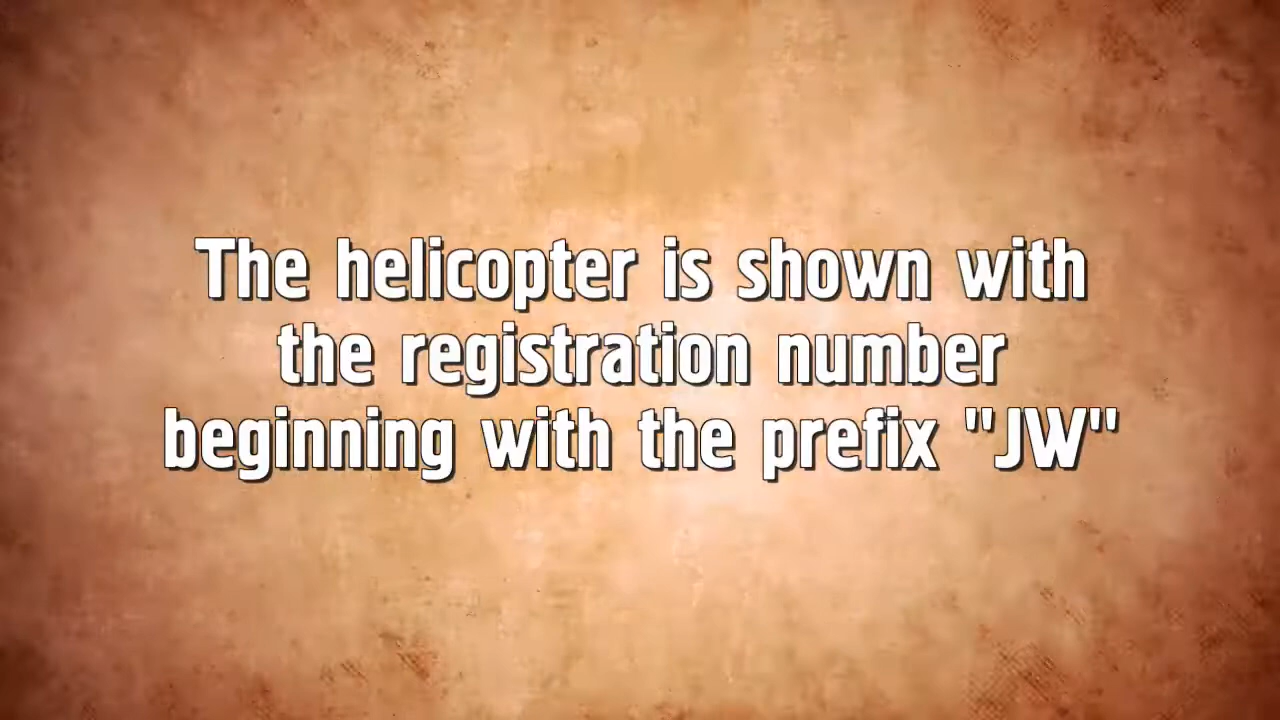 The helicopter is shown with
the registration number
beginning with the prefix "JW"